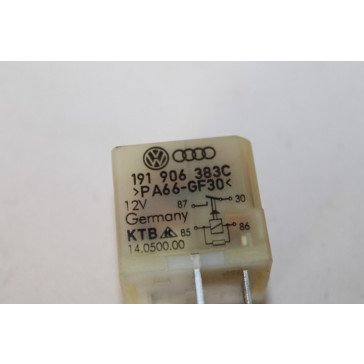 191 906 383C
>PA66-GF30<
12V 87 30
Germany
KTB 85 86
14.0500.00